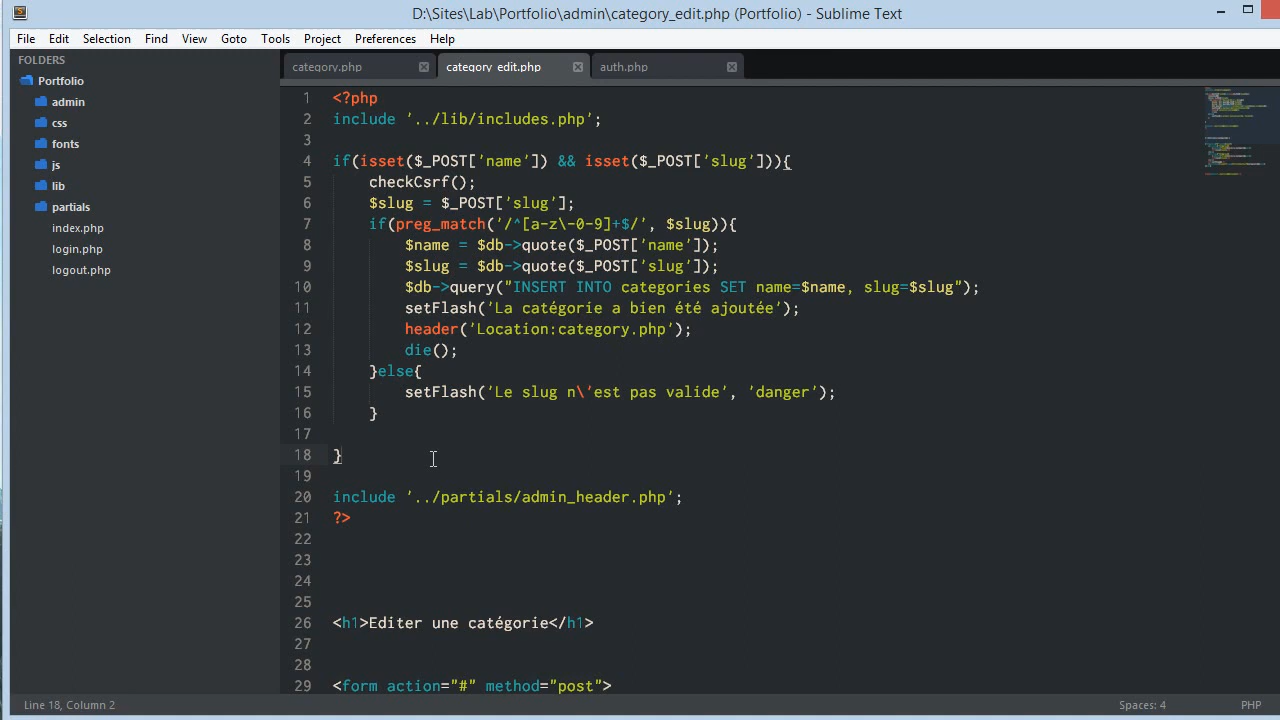 D:\Sites\Lab\Portfolio\admin\category_edit.php (Portfolio) - Sublime Text
File Edit Selection Find View Goto Tools Project Preferences Help
FOLDERS
Portfolio
admin
css
fonts
js
lib
partials
index.php
login.php
logout.php
category.php category_edit.php auth.php
1 <?php
2 include '../lib/includes.php';
3
4 if(isset($_POST['name']) && isset($_POST['slug'])){
5 checkCsrf();
6 $slug = $_POST['slug'];
7 if(preg_match('/^[a-z\-0-9]+$/', $slug)){
8 $name = $db->quote($_POST['name']);
9 $slug = $db->quote($_POST['slug']);
10 $db->query("INSERT INTO categories SET name=$name, slug=$slug");
11 setFlash('La catégorie a bien été ajoutée');
12 header('Location:category.php');
13 die();
14 }else{
15 setFlash('Le slug n\'est pas valide', 'danger');
16 }
17
18 }
19
20 include '../partials/admin_header.php';
21 ?>
22
23
24
25
26 <h1>Editer une catégorie</h1>
27
28
29 <form action="#" method="post">
Line 18, Column 2 Spaces: 4 PHP